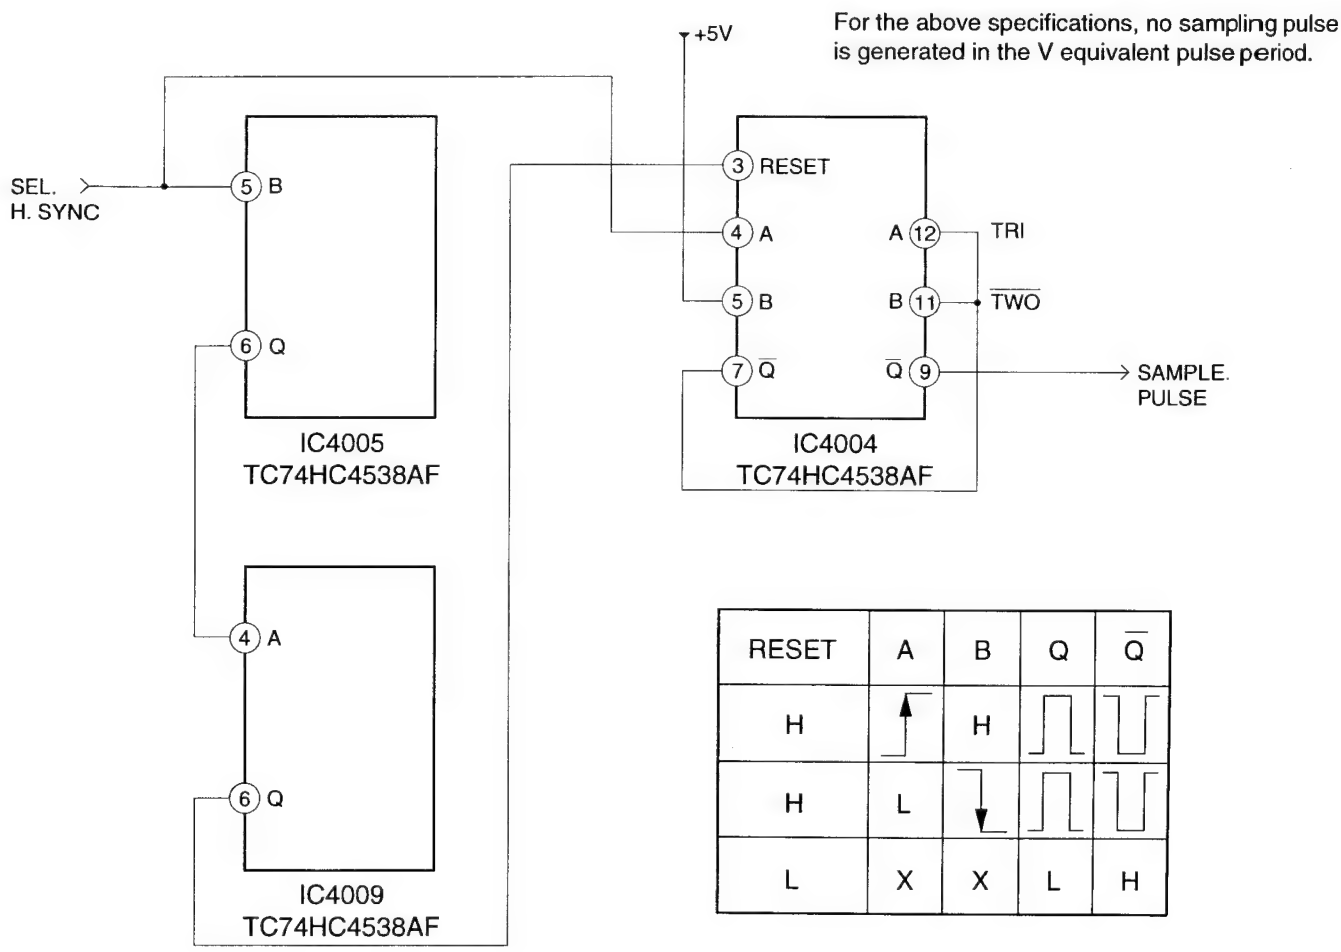 For the above specifications, no sampling pulse
is generated in the V equivalent pulse period.
+5V
SEL.
H. SYNC
5 B
6 Q
IC4005
TC74HC4538AF
3 RESET
4 A
5 B
7 Q̅
A 12 TRI
B 11 T̅W̅O̅
Q̅ 9
SAMPLE.
PULSE
IC4004
TC74HC4538AF
4 A
6 Q
IC4009
TC74HC4538AF
RESET A B Q Q̅
H H
H L
L X X L H